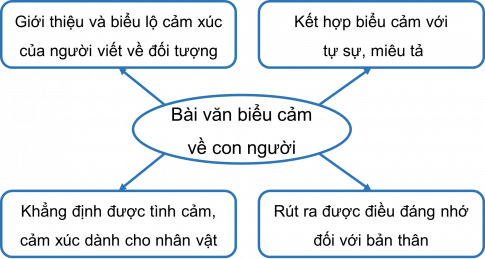 Giới thiệu và biểu lộ cảm xúc
của người viết về đối tượng
Kết hợp biểu cảm với
tự sự, miêu tả
Bài văn biểu cảm
về con người
Khẳng định được tình cảm,
cảm xúc dành cho nhân vật
Rút ra được điều đáng nhớ
đối với bản thân